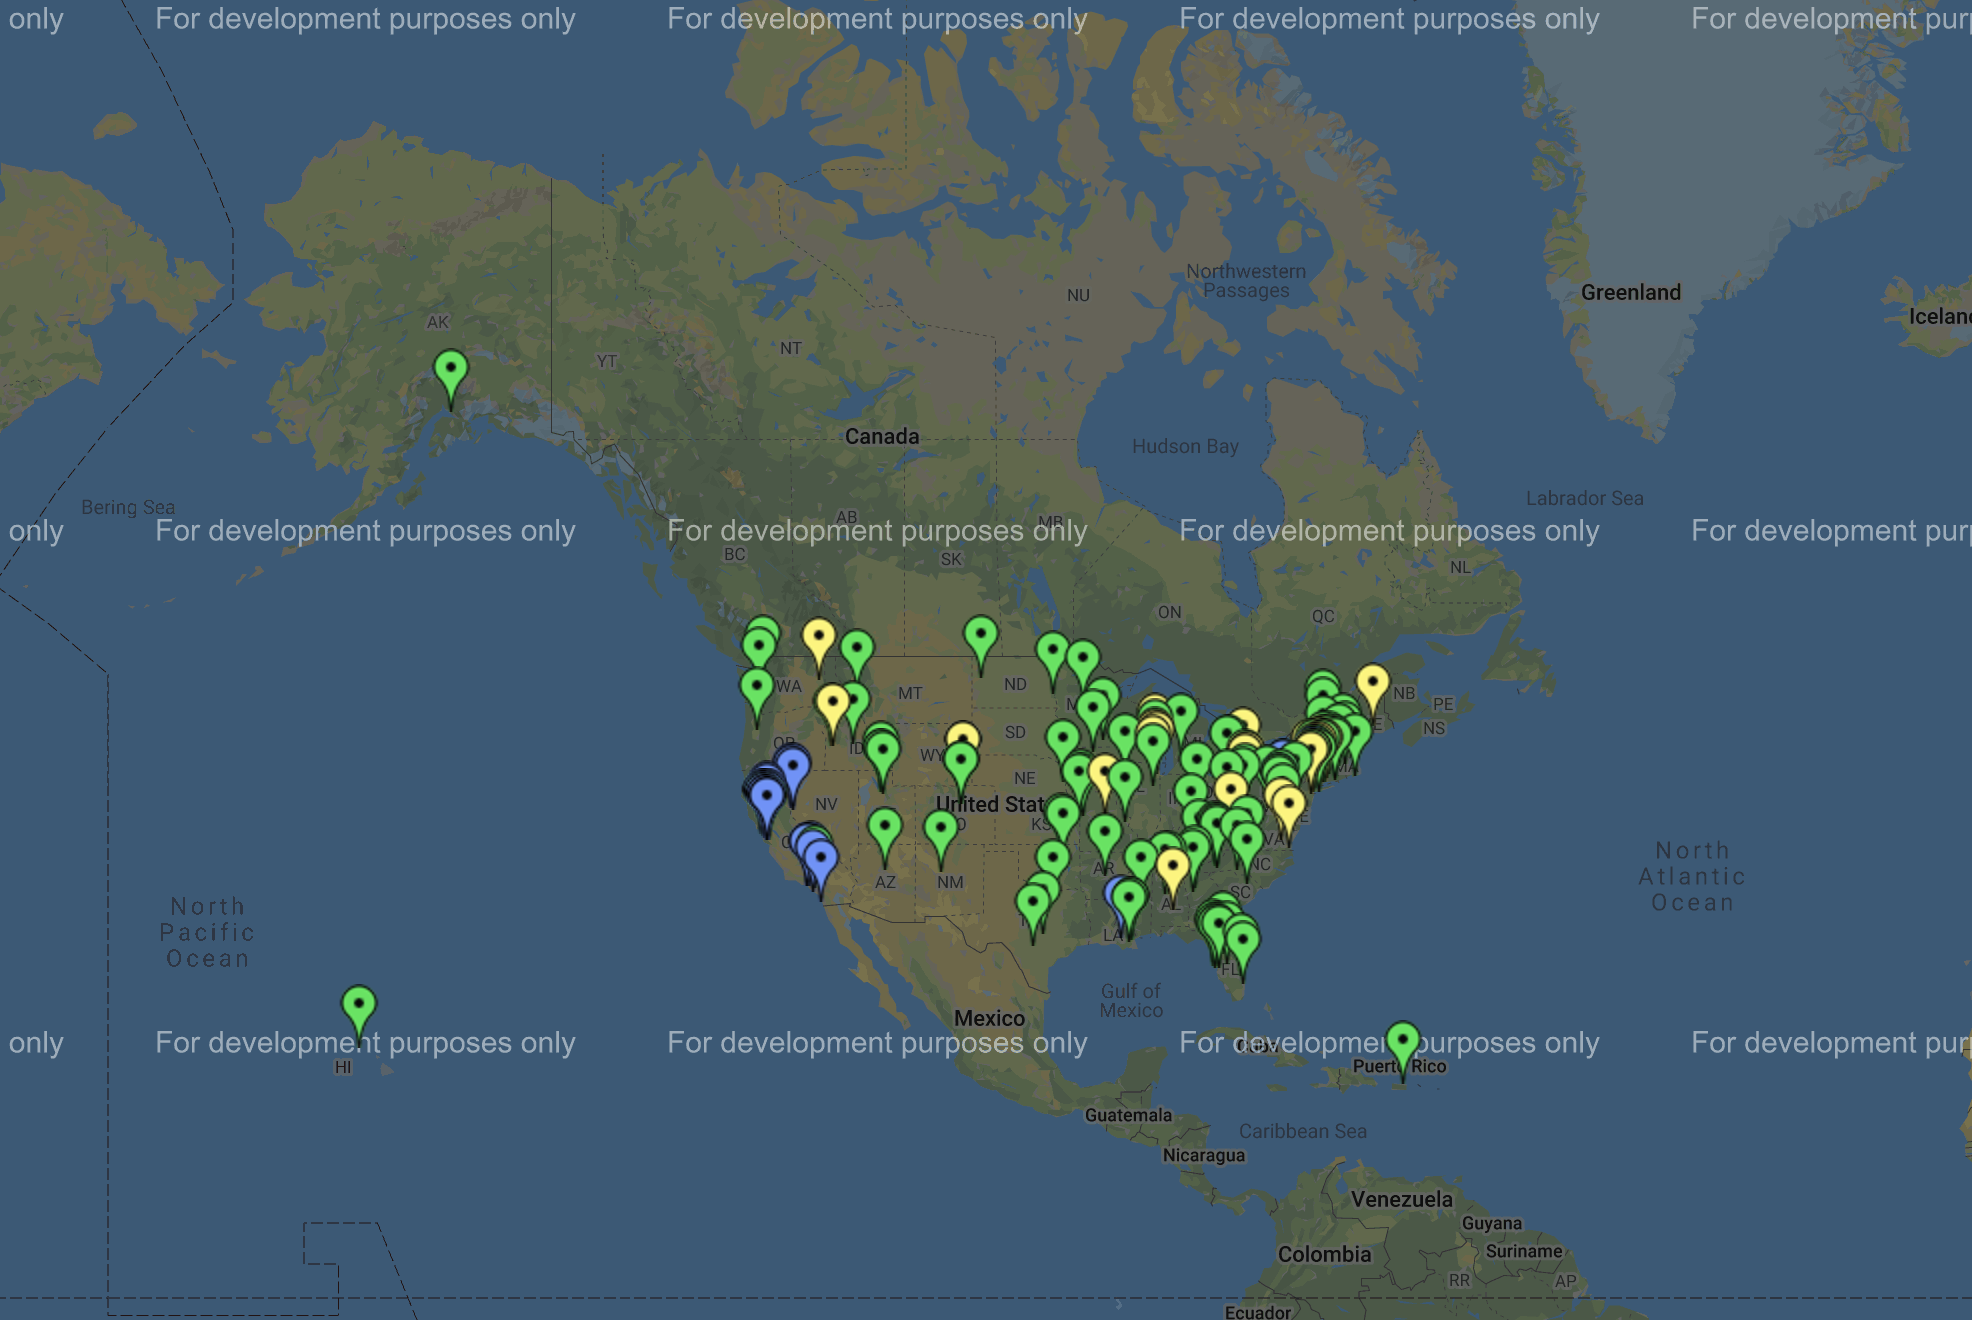 only
For development purposes only
For development purposes only
For development purposes only
For development purp
Northwestern
Passages
NU
Greenland
Iceland
AK
NT
YT
Canada
Hudson Bay
Labrador Sea
Bering Sea
AB
MB
only
For development purposes only
For development purposes only
For development purposes only
For development purp
BC
SK
NL
ON
QC
WA
MT
ND
NB
PE
NS
SD
ID
WY
NE
NV
United Stat
KS
VA
North
Atlantic
Ocean
AR
NC
AZ
NM
SC
AL
North
Pacific
Ocean
LA
FL
Gulf of
Mexico
Mexico
only
For development purposes only
For development purposes only
For development purposes only
For development purp
Cuba
HI
Puerto Rico
Guatemala
Caribbean Sea
Nicaragua
Venezuela
Guyana
Colombia
Suriname
RR
AP
Ecuador